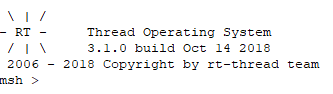 \ | /
- RT -     Thread Operating System
/ | \     3.1.0 build Oct 14 2018
2006 - 2018 Copyright by rt-thread team
msh >